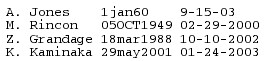 A. Jones    1jan60    9-15-03
M. Rincon   05OCT1949 02-29-2000
Z. Grandage 18mar1988 10-10-2002
K. Kaminaka 29may2001 01-24-2003